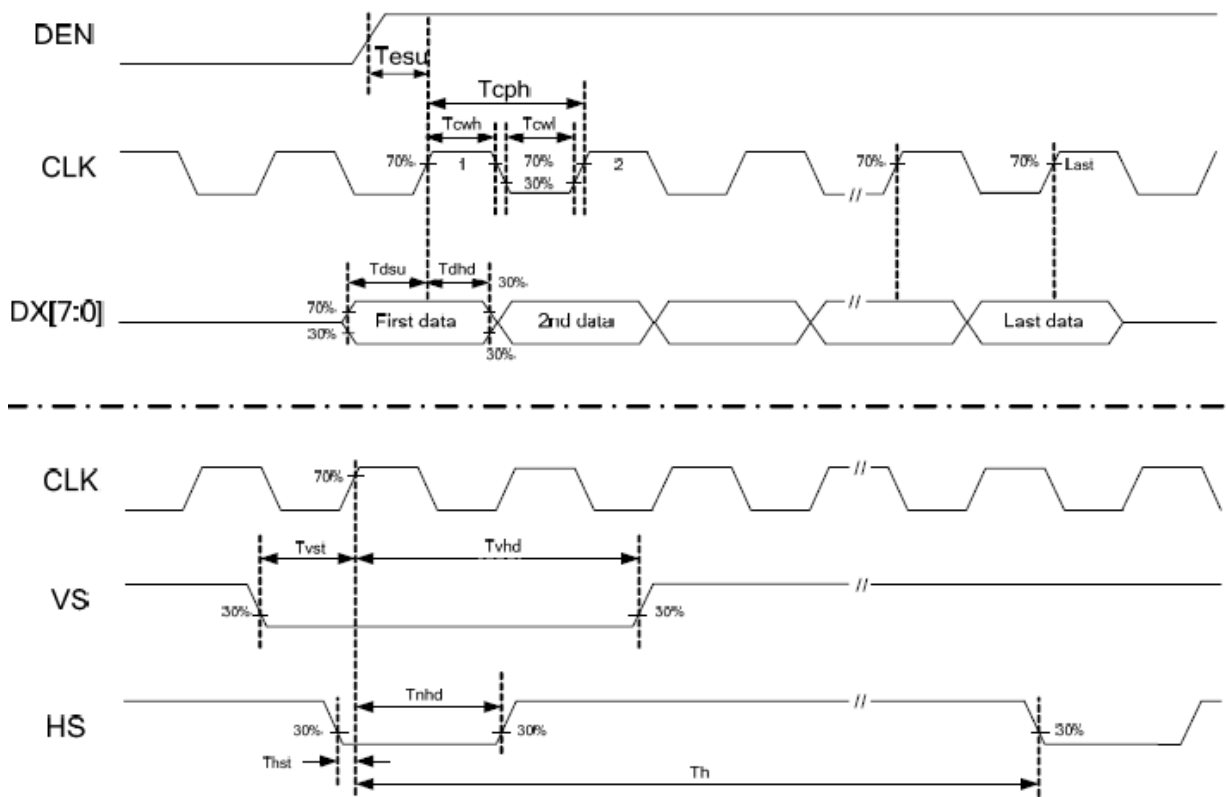 DEN
Tesu
Tcph
Tcwh Tcwl
CLK 70% 1 70% 2 70% 70% Last
30%
//
Tdsu Tdhd 30%
DX[7:0] 70% First data 2nd data // Last data
30% 30%
CLK 70% //
Tvst Tvhd
VS 30% 30% //
Tnhd
HS 30% 30% // 30%
Thst
Th